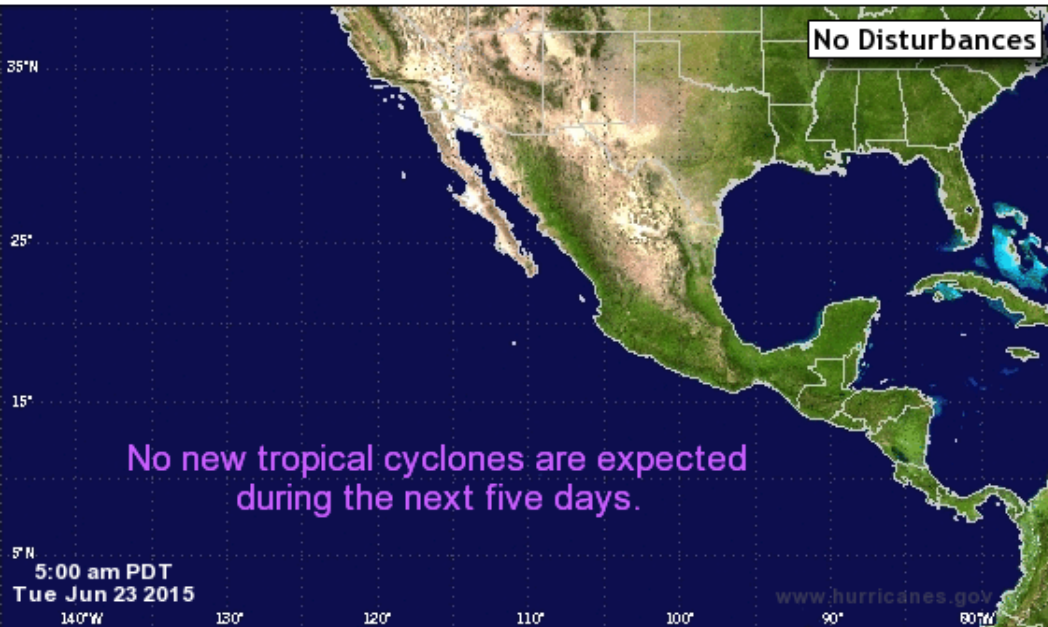 No Disturbances
35°N
25°
15°
No new tropical cyclones are expected
during the next five days.
5°N
5:00 am PDT
Tue Jun 23 2015
www.hurricanes.gov
140°W 130° 120° 110° 100° 90° 80°W